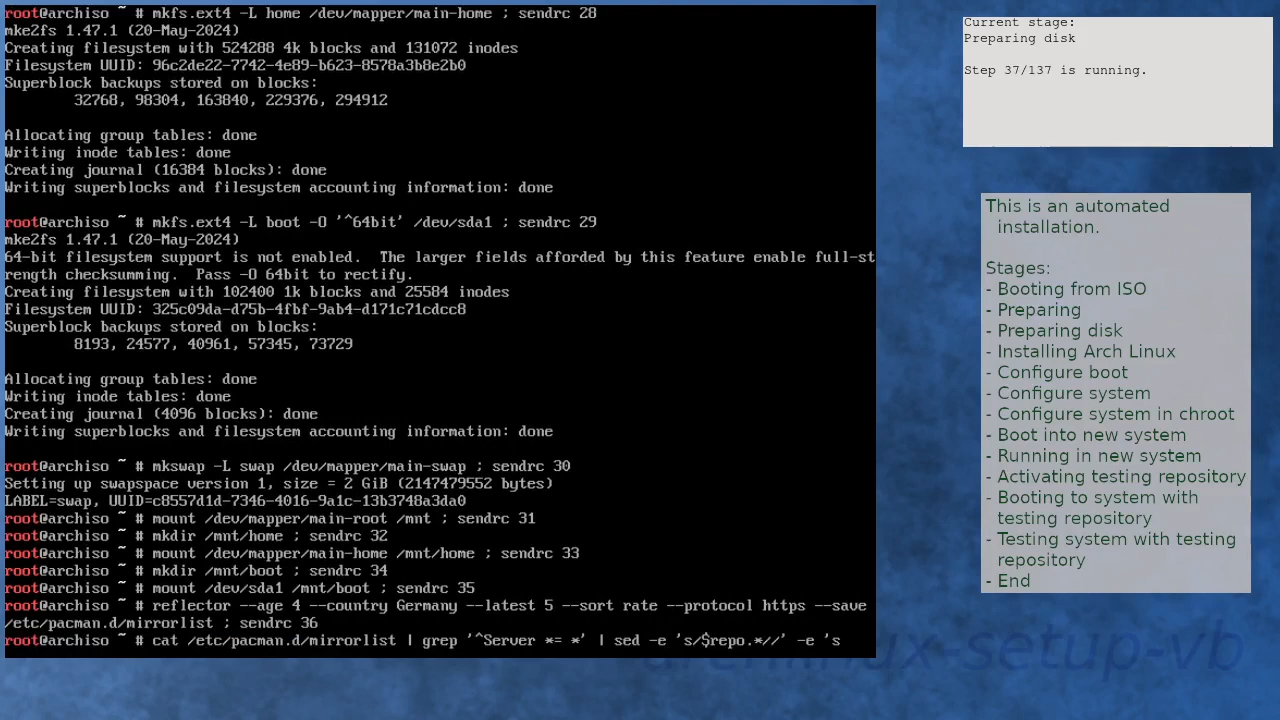 root@archiso ~ # mkfs.ext4 -L home /dev/mapper/main-home ; sendrc 28
mke2fs 1.47.1 (20-May-2024)
Creating filesystem with 524288 4k blocks and 131072 inodes
Filesystem UUID: 96c2de22-7742-4e89-b623-8578a3b8e2b0
Superblock backups stored on blocks:
        32768, 98304, 163840, 229376, 294912

Allocating group tables: done
Writing inode tables: done
Creating journal (16384 blocks): done
Writing superblocks and filesystem accounting information: done

root@archiso ~ # mkfs.ext4 -L boot -O '^64bit' /dev/sda1 ; sendrc 29
mke2fs 1.47.1 (20-May-2024)
64-bit filesystem support is not enabled.  The larger fields afforded by this feature enable full-st
rength checksumming.  Pass -O 64bit to rectify.
Creating filesystem with 102400 1k blocks and 25584 inodes
Filesystem UUID: 325c09da-d75b-4fbf-9ab4-d171c71cdcc8
Superblock backups stored on blocks:
        8193, 24577, 40961, 57345, 73729

Allocating group tables: done
Writing inode tables: done
Creating journal (4096 blocks): done
Writing superblocks and filesystem accounting information: done

root@archiso ~ # mkswap -L swap /dev/mapper/main-swap ; sendrc 30
Setting up swapspace version 1, size = 2 GiB (2147479552 bytes)
LABEL=swap, UUID=c8557d1d-7346-4016-9a1c-13b3748a3da0
root@archiso ~ # mount /dev/mapper/main-root /mnt ; sendrc 31
root@archiso ~ # mkdir /mnt/home ; sendrc 32
root@archiso ~ # mount /dev/mapper/main-home /mnt/home ; sendrc 33
root@archiso ~ # mkdir /mnt/boot ; sendrc 34
root@archiso ~ # mount /dev/sda1 /mnt/boot ; sendrc 35
root@archiso ~ # reflector --age 4 --country Germany --latest 5 --sort rate --protocol https --save
/etc/pacman.d/mirrorlist ; sendrc 36
root@archiso ~ # cat /etc/pacman.d/mirrorlist | grep '^Server *= *' | sed -e 's/$repo.*//' -e 's
Current stage:
Preparing disk

Step 37/137 is running.
This is an automated
installation.

Stages:
- Booting from ISO
- Preparing
- Preparing disk
- Installing Arch Linux
- Configure boot
- Configure system
- Configure system in chroot
- Boot into new system
- Running in new system
- Activating testing repository
- Booting to system with
testing repository
- Testing system with testing
repository
- End